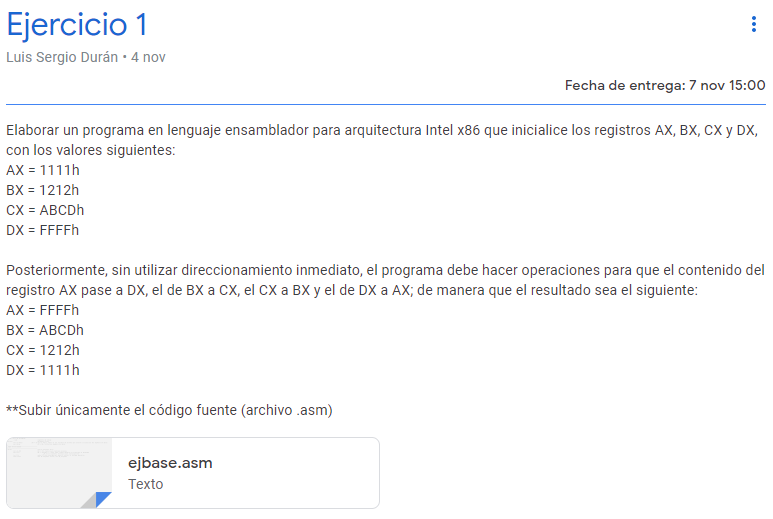 Ejercicio 1
Luis Sergio Durán • 4 nov
Fecha de entrega: 7 nov 15:00
Elaborar un programa en lenguaje ensamblador para arquitectura Intel x86 que inicialice los registros AX, BX, CX y DX,
con los valores siguientes:
AX = 1111h
BX = 1212h
CX = ABCDh
DX = FFFFh
Posteriormente, sin utilizar direccionamiento inmediato, el programa debe hacer operaciones para que el contenido del
registro AX pase a DX, el de BX a CX, el CX a BX y el de DX a AX; de manera que el resultado sea el siguiente:
AX = FFFFh
BX = ABCDh
CX = 1212h
DX = 1111h
**Subir únicamente el código fuente (archivo .asm)
ejbase.asm
Texto